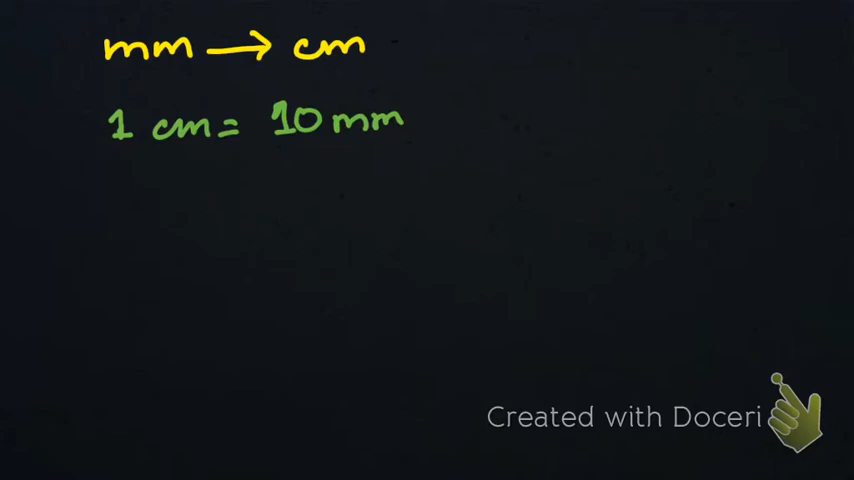 mm → cm
1 cm = 10 mm
Created with Doceri